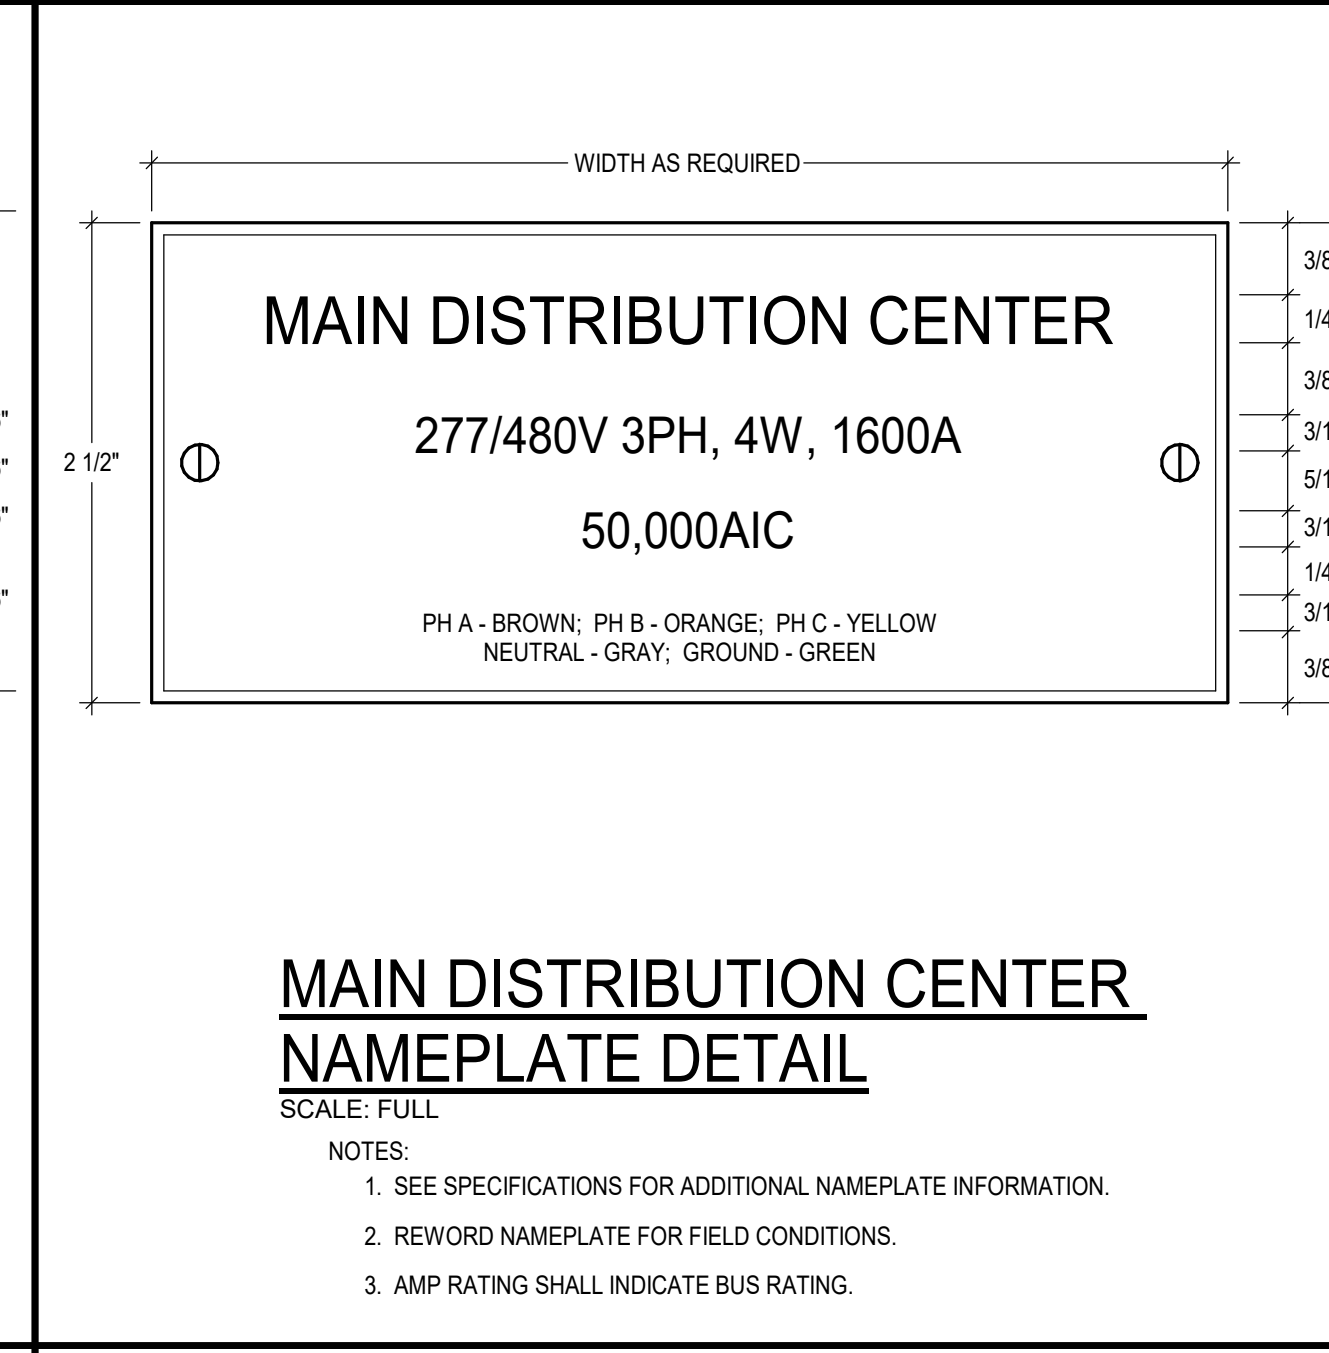 WIDTH AS REQUIRED
MAIN DISTRIBUTION CENTER
277/480V 3PH, 4W, 1600A
50,000AIC
PH A - BROWN;  PH B - ORANGE;  PH C - YELLOW
NEUTRAL - GRAY;  GROUND - GREEN
2 1/2"
MAIN DISTRIBUTION CENTER
NAMEPLATE DETAIL
SCALE: FULL
NOTES:
1. SEE SPECIFICATIONS FOR ADDITIONAL NAMEPLATE INFORMATION.
2. REWORD NAMEPLATE FOR FIELD CONDITIONS.
3. AMP RATING SHALL INDICATE BUS RATING.